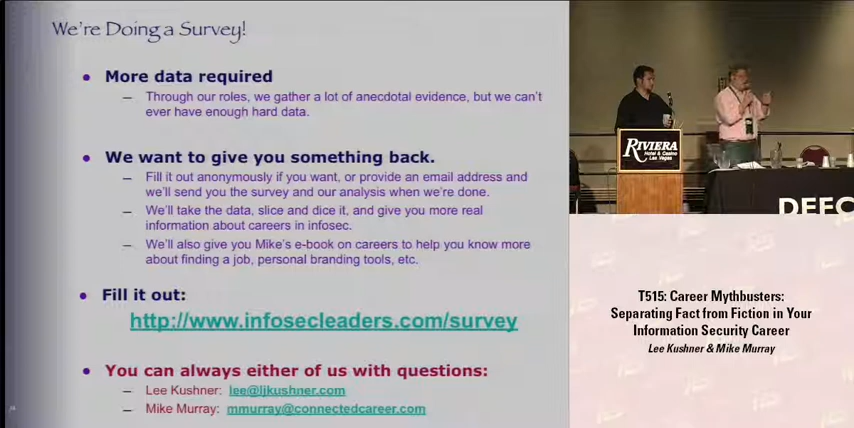 We're Doing a Survey!
More data required
Through our roles, we gather a lot of anecdotal evidence, but we can't
ever have enough hard data.
We want to give you something back.
Fill it out anonymously if you want, or provide an email address and
we'll send you the survey and our analysis when we're done.
We'll take the data, slice and dice it, and give you more real
information about careers in infosec.
We'll also give you Mike's e-book on careers to help you know more
about finding a job, personal branding tools, etc.
Fill it out:
http://www.infosecleaders.com/survey
You can always either of us with questions:
Lee Kushner: lee@ljkushner.com
Mike Murray: mmurray@connectedcareer.com
RIVIERA
Hotel & Casino
Las Vegas
DEFC
T515: Career Mythbusters:
Separating Fact from Fiction in Your
Information Security Career
Lee Kushner & Mike Murray